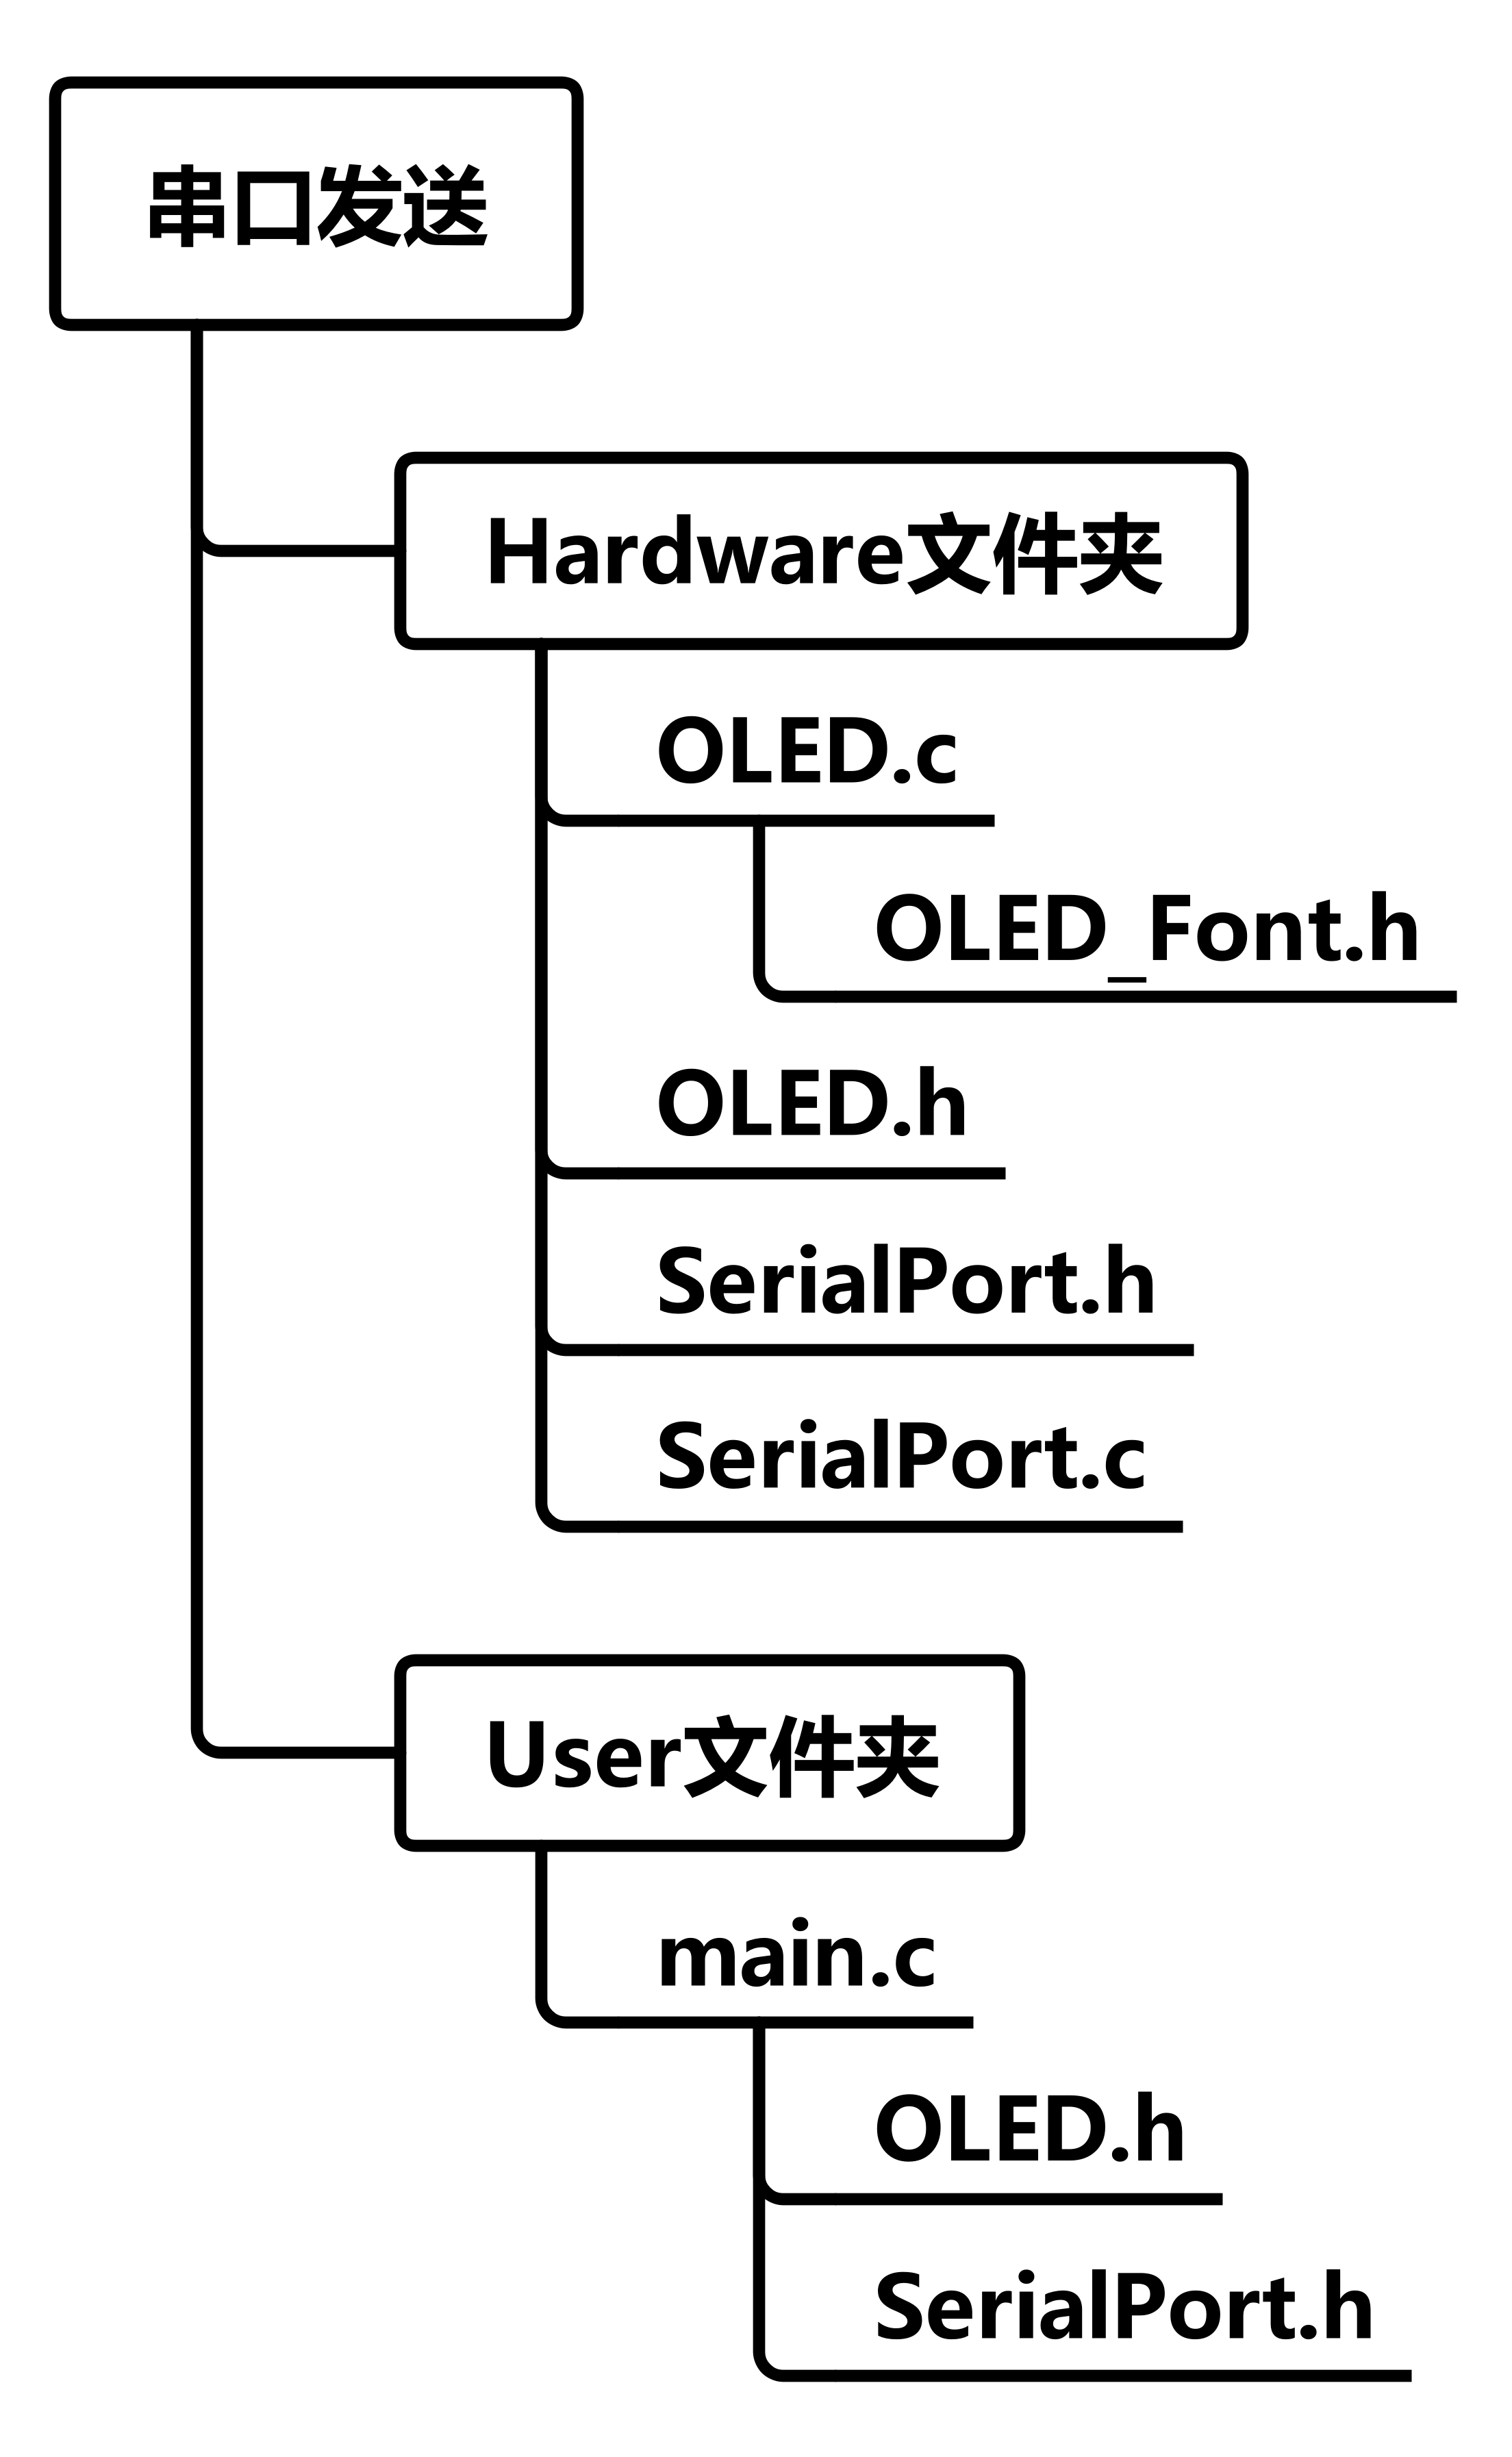 串口发送
Hardware文件夹
OLED.c
OLED_Font.h
OLED.h
SerialPort.h
SerialPort.c
User文件夹
main.c
OLED.h
SerialPort.h